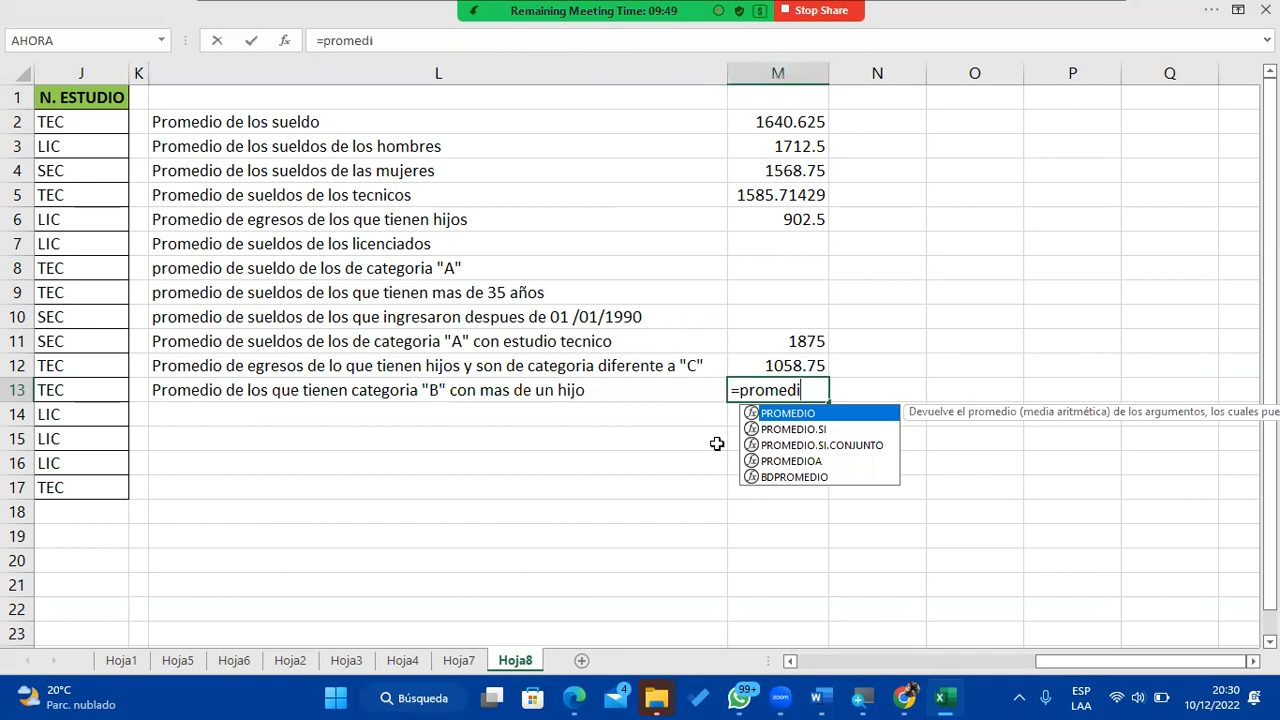 Remaining Meeting Time: 09:49
$
Stop Share
AHORA
fx
=promedi
J K L M N O P Q
1 N. ESTUDIO
2 TEC Promedio de los sueldo 1640.625
3 LIC Promedio de los sueldos de los hombres 1712.5
4 SEC Promedio de los sueldos de las mujeres 1568.75
5 TEC Promedio de sueldos de los tecnicos 1585.71429
6 LIC Promedio de egresos de los que tienen hijos 902.5
7 LIC Promedio de sueldos de los licenciados
8 TEC promedio de sueldo de los de categoria "A"
9 TEC promedio de sueldos de los que tienen mas de 35 años
10 SEC promedio de sueldos de los que ingresaron despues de 01 /01/1990
11 SEC promedio de sueldos de los de categoria "A" con estudio tecnico 1875
12 TEC Promedio de egresos de lo que tienen hijos y son de categoria diferente a "C" 1058.75
13 TEC Promedio de los que tienen categoria "B" con mas de un hijo =promedi
14 LIC
15 LIC
16 LIC
17 TEC
18
19
20
21
22
23
fx PROMEDIO Devuelve el promedio (media aritmética) de los argumentos, los cuales pue
fx PROMEDIO.SI
fx PROMEDIO.SI.CONJUNTO
fx PROMEDIOA
fx BDPROMEDIO
Hoja1 Hoja5 Hoja6 Hoja2 Hoja3 Hoja4 Hoja7 Hoja8
20°C
Parc. nublado
Búsqueda
4
99+
ESP
LAA
20:30
10/12/2022